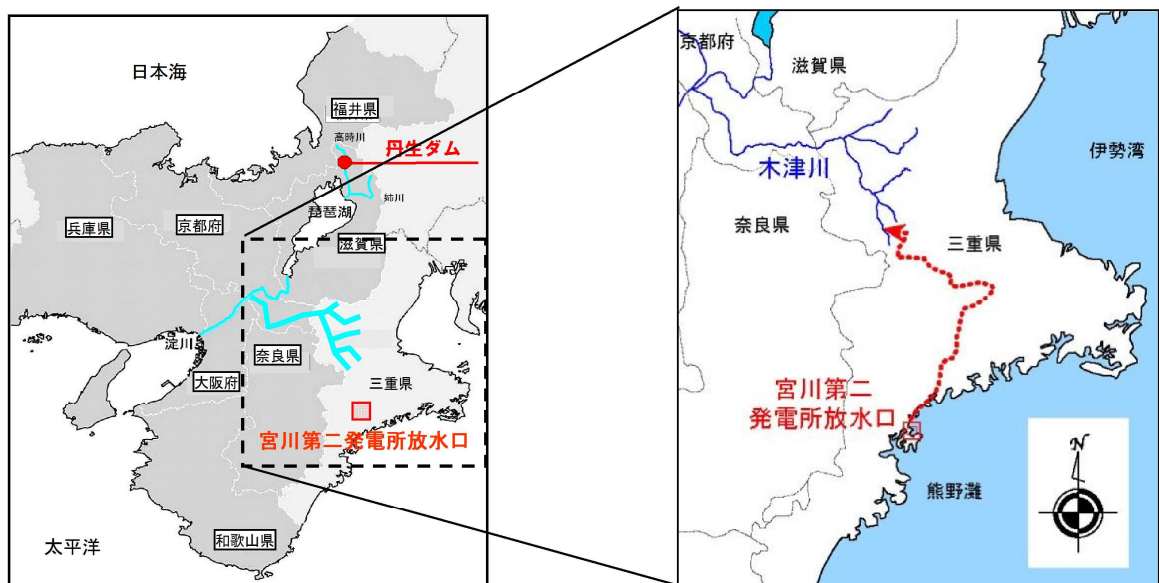 日本海
福井県
高時川
丹生ダム
姉川
琵琶湖
兵庫県
京都府
滋賀県
淀川
奈良県
大阪府
三重県
宮川第二発電所放水口
和歌山県
太平洋
京都府
滋賀県
伊勢湾
木津川
奈良県
三重県
宮川第二
発電所放水口
熊野灘
N